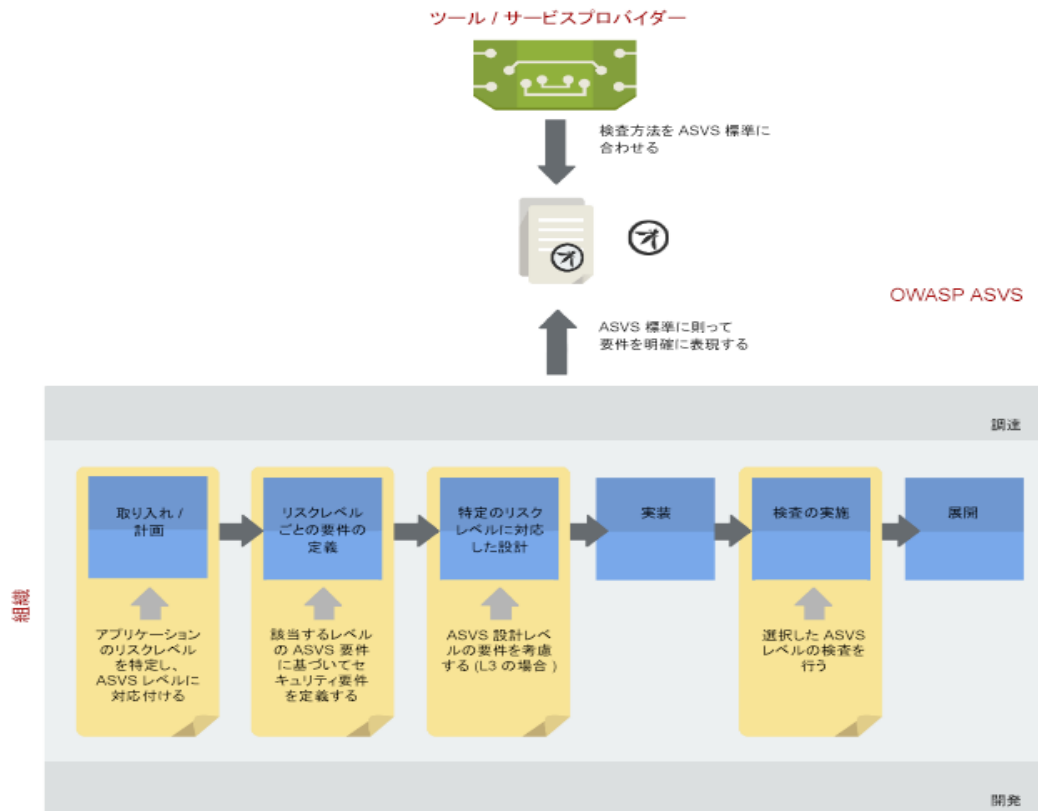 ツール / サービスプロバイダー
検査方法を ASVS 標準に
合わせる
OWASP ASVS
ASVS 標準に則って
要件を明確に表現する
調達
組織
取り入れ /
計画
リスクレベル
ごとの要件の
定義
特定のリスク
レベルに対応
した設計
実装
検査の実施
展開
アプリケーション
のリスクレベル
を特定し、
ASVS レベルに
対応付ける
該当するレベル
の ASVS 要件
に基づいてセ
キュリティ要件
を定義する
ASVS 設計レベ
ルの要件を考慮
する (L3 の場合 )
選択した ASVS
レベルの検査を
行う
開発